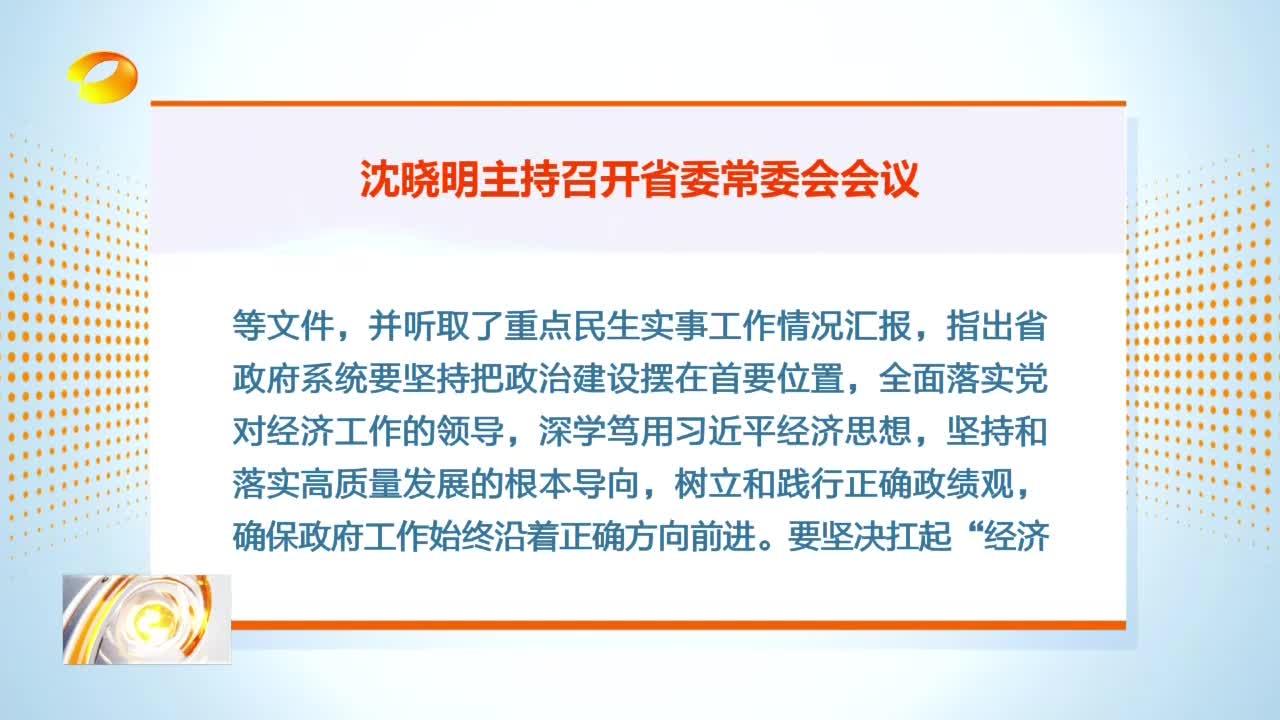 沈晓明主持召开省委常委会会议
等文件，并听取了重点民生实事工作情况汇报，指出省
政府系统要坚持把政治建设摆在首要位置，全面落实党
对经济工作的领导，深学笃用习近平经济思想，坚持和
落实高质量发展的根本导向，树立和践行正确政绩观，
确保政府工作始终沿着正确方向前进。要坚决扛起“经济